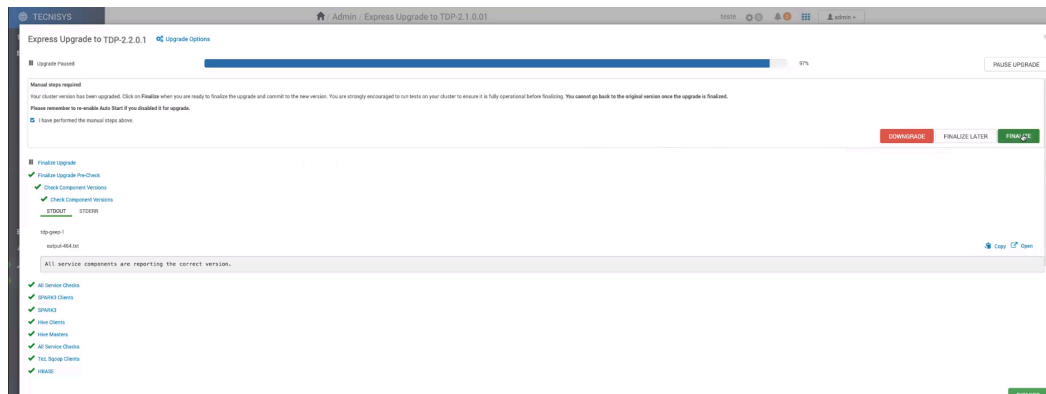 TECNISYS
Admin / Express Upgrade to TDP-2.1.0.01
teste
admin
Express Upgrade to TDP-2.2.0.1 Upgrade Options
Upgrade Paused
97%
PAUSE UPGRADE
Manual steps required
Your cluster version has been upgraded. Click on Finalize when you are ready to finalize the upgrade and commit to the new version. You are strongly encouraged to run tests on your cluster to ensure it is fully operational before finalizing. You cannot go back to the original version once the upgrade is finalized.
Please remember to re-enable Auto Start if you disabled it for upgrade.
I have performed the manual steps above.
DOWNGRADE FINALIZE LATER FINALIZE
Finalize Upgrade
Finalize Upgrade Pre-Check
Check Component Versions
Check Component Versions
STDOUT STDERR
output-464.txt
Copy Open
All service components are reporting the correct version.
All Service Checks
SPARK3 Clients
SPARK3
Hive Clients
Hive Masters
All Service Checks
Tez, Sqoop Clients
HBASE